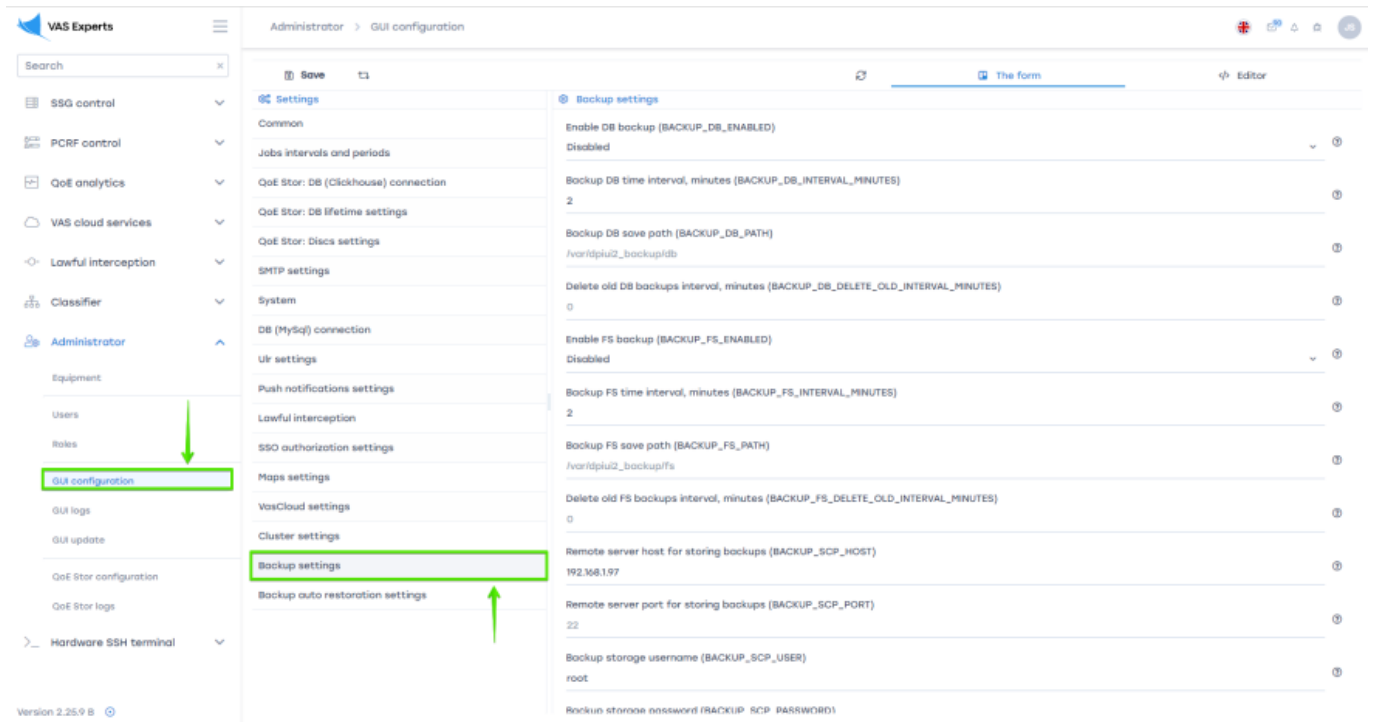 VAS Experts
Administrator > GUI configuration
50
JS
Search
Save
The form
</> Editor
SSG control
PCRF control
QoE analytics
VAS cloud services
Lawful interception
Classifier
Administrator
Equipment
Users
Roles
GUI configuration
GUI logs
GUI update
QoE Stor configuration
QoE Stor logs
Hardware SSH terminal
Version 2.25.9 B
Settings
Common
Jobs intervals and periods
QoE Stor: DB (Clickhouse) connection
QoE Stor: DB lifetime settings
QoE Stor: Discs settings
SMTP settings
System
DB (MySql) connection
Ulr settings
Push notifications settings
Lawful interception
SSO authorization settings
Maps settings
VasCloud settings
Cluster settings
Backup settings
Backup auto restoration settings
Backup settings
Enable DB backup (BACKUP_DB_ENABLED)
Disabled
Backup DB time interval, minutes (BACKUP_DB_INTERVAL_MINUTES)
2
Backup DB save path (BACKUP_DB_PATH)
/var/dpiui2_backup/db
Delete old DB backups interval, minutes (BACKUP_DB_DELETE_OLD_INTERVAL_MINUTES)
0
Enable FS backup (BACKUP_FS_ENABLED)
Disabled
Backup FS time interval, minutes (BACKUP_FS_INTERVAL_MINUTES)
2
Backup FS save path (BACKUP_FS_PATH)
/var/dpiui2_backup/fs
Delete old FS backups interval, minutes (BACKUP_FS_DELETE_OLD_INTERVAL_MINUTES)
0
Remote server host for storing backups (BACKUP_SCP_HOST)
192.168.1.97
Remote server port for storing backups (BACKUP_SCP_PORT)
22
Backup storage username (BACKUP_SCP_USER)
root
Backup storage password (BACKUP_SCP_PASSWORD)